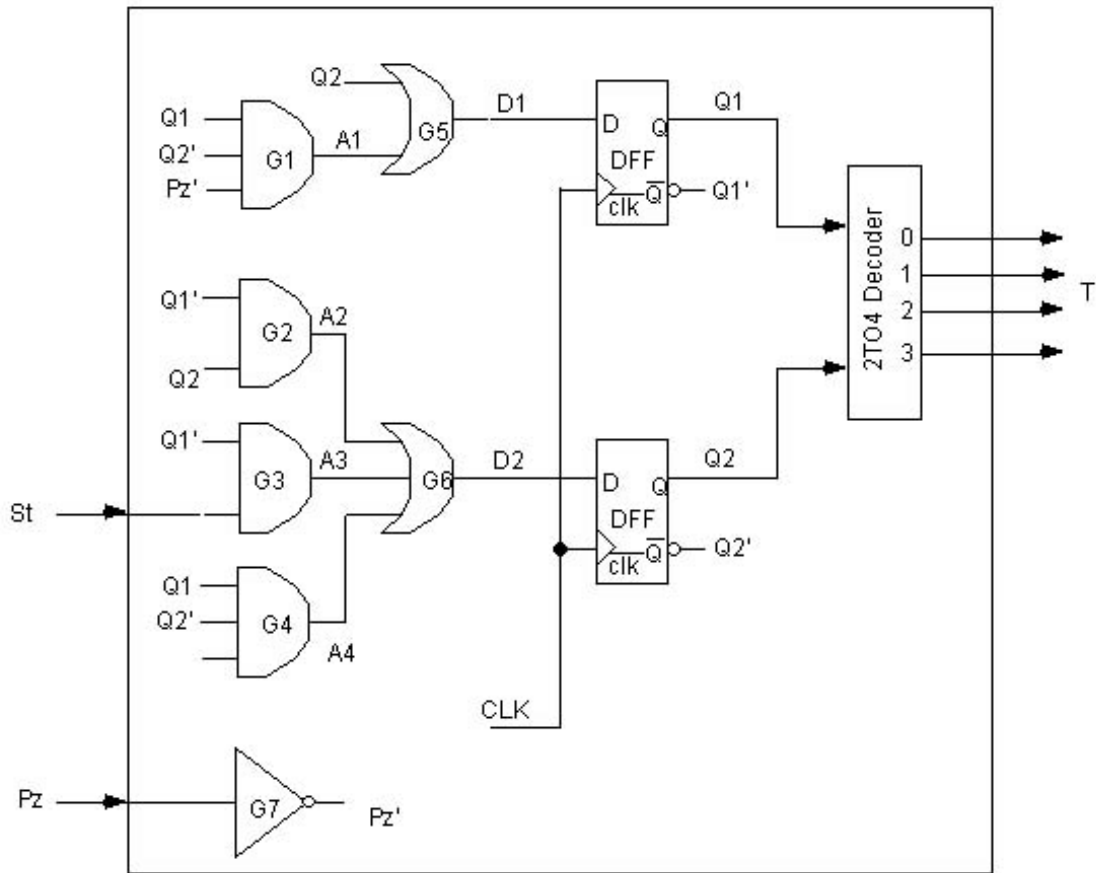 Q2
D1
Q1
Q1
A1
G1
G5
D
Q
Q2'
DFF
Pz'
clk
Q
Q1'
2TO4 Decoder
0
1
2
3
T
Q1'
G2
A2
Q2
Q1'
G3
A3
G6
D2
D
Q
Q2
DFF
St
clk
Q
Q2'
Q1
Q2'
G4
A4
CLK
Pz
G7
Pz'